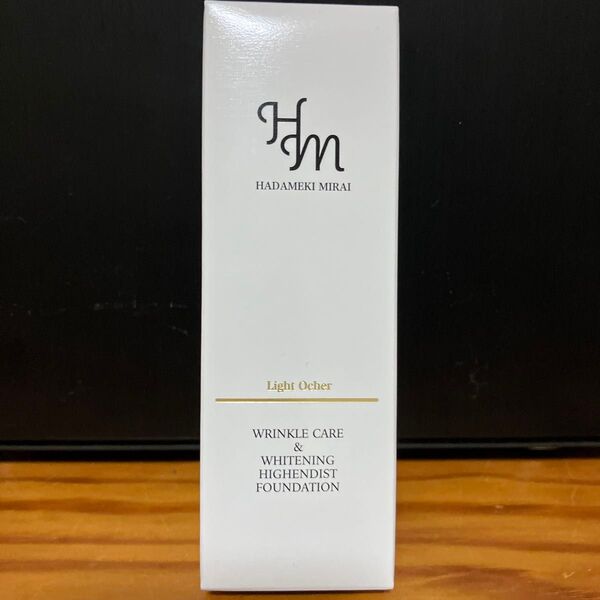 HM
HADAMEKI MIRAI
Light Ocher
WRINKLE CARE
&
WHITENING
HIGHENDIST
FOUNDATION